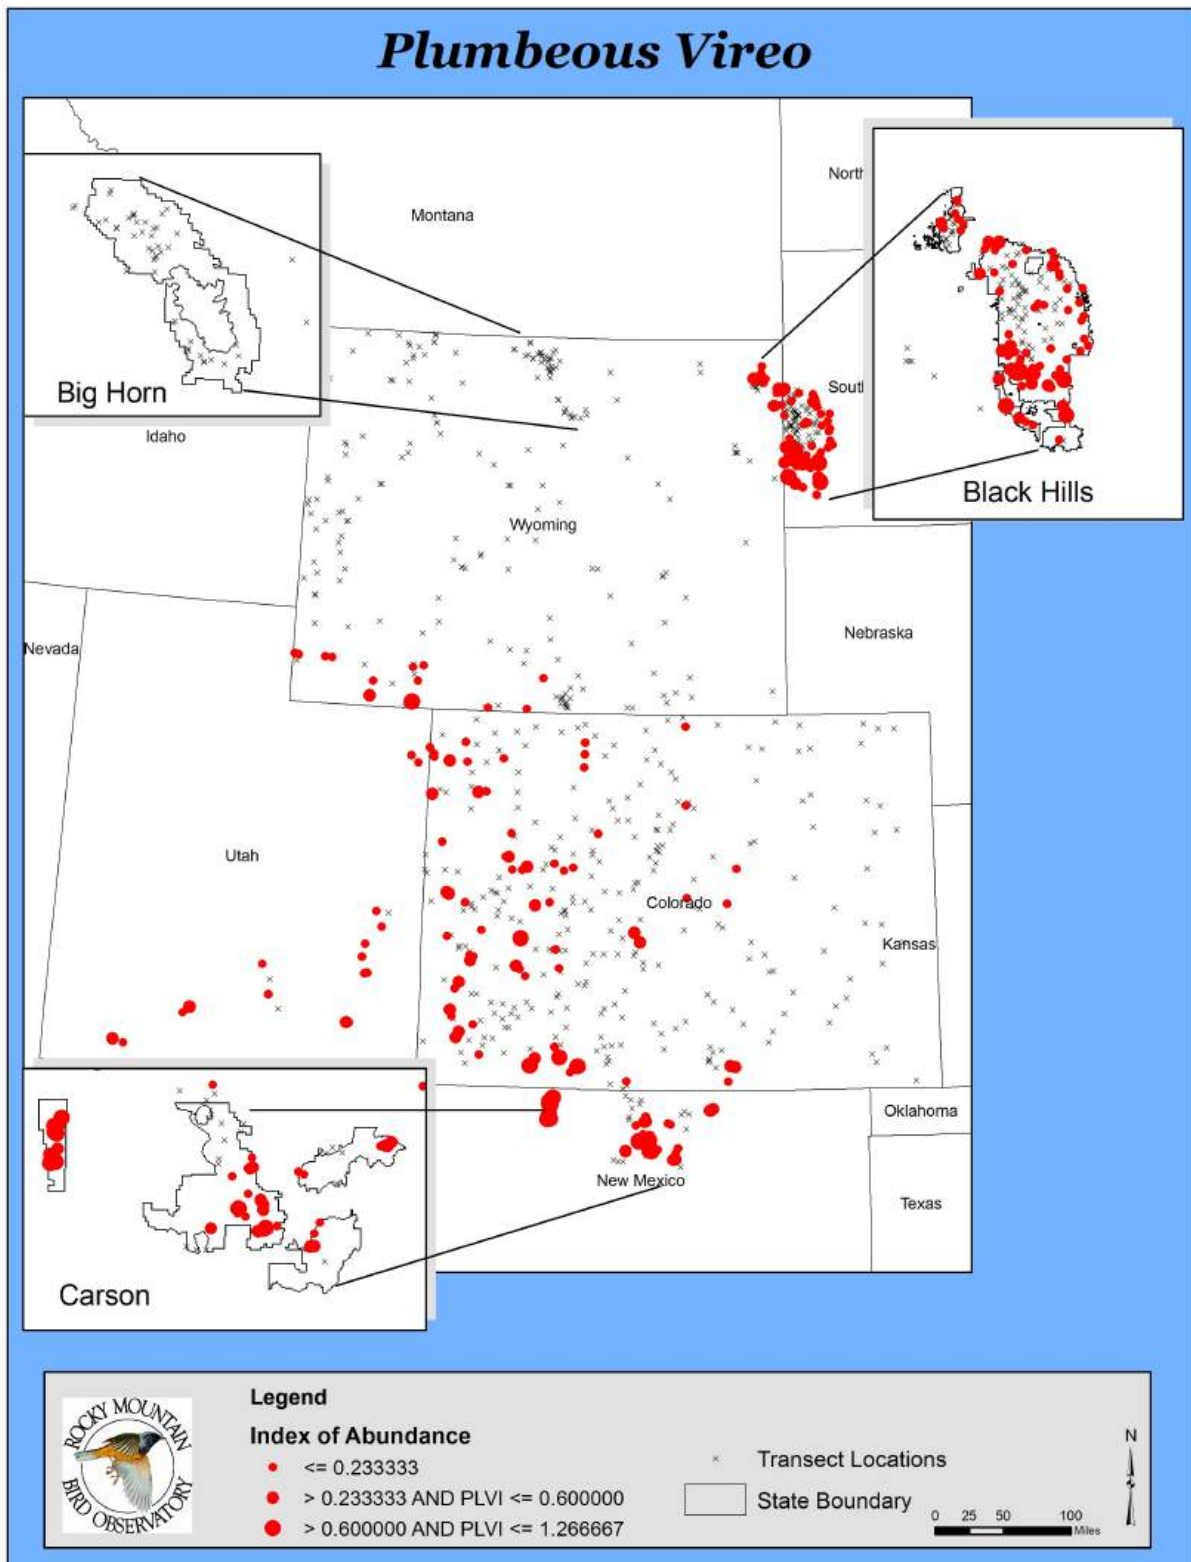 Plumbeous Vireo
North
Montana
Big Horn
Idaho
South
Black Hills
Wyoming
Nevada
Nebraska
Utah
Colorado
Kansas
Oklahoma
New Mexico
Texas
Carson
ROCKY MOUNTAIN
BIRD OBSERVATORY
Legend
Index of Abundance
<= 0.233333
> 0.233333 AND PLVI <= 0.600000
> 0.600000 AND PLVI <= 1.266667
Transect Locations
State Boundary
N
0 25 50 100
Miles